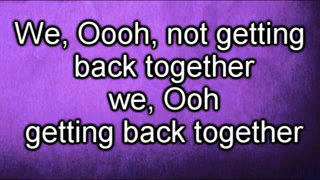 We, Oooh, not getting
back together
we, Ooh
getting back together